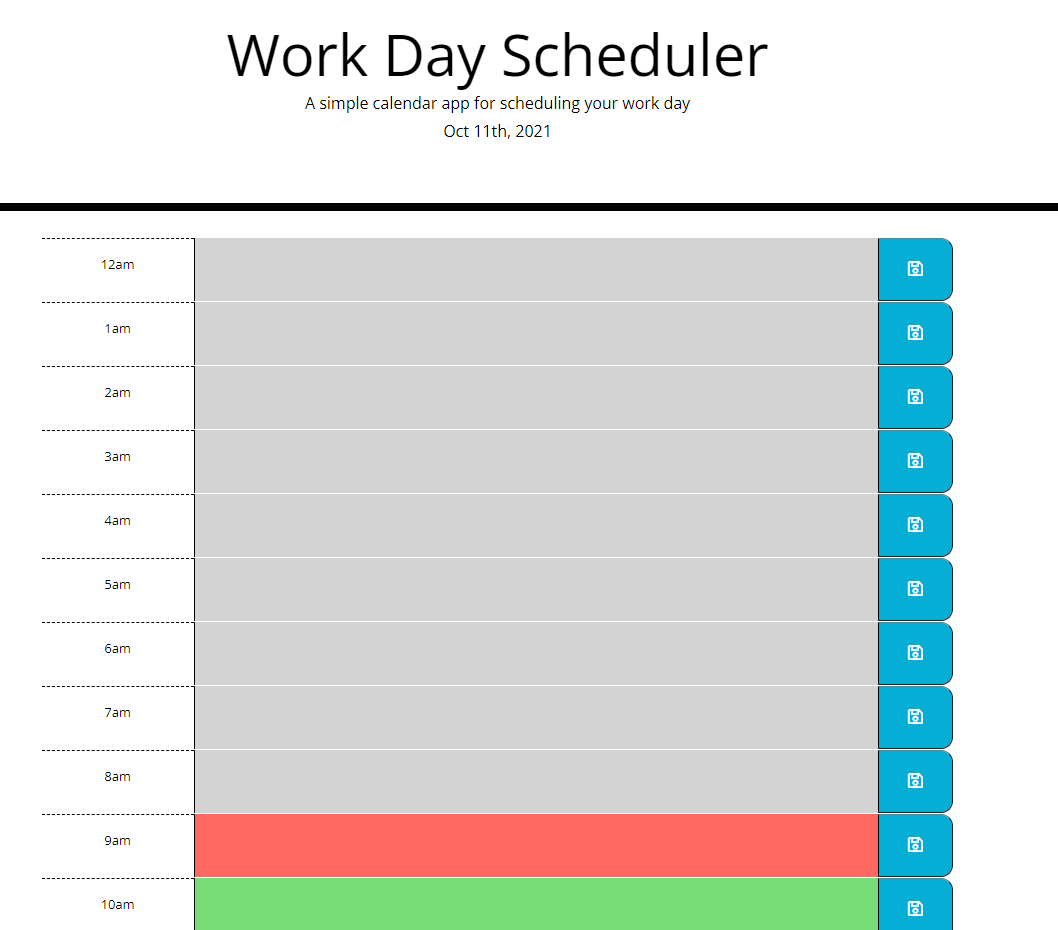 Work Day Scheduler
A simple calendar app for scheduling your work day
Oct 11th, 2021
12am
1am
2am
3am
4am
5am
6am
7am
8am
9am
10am